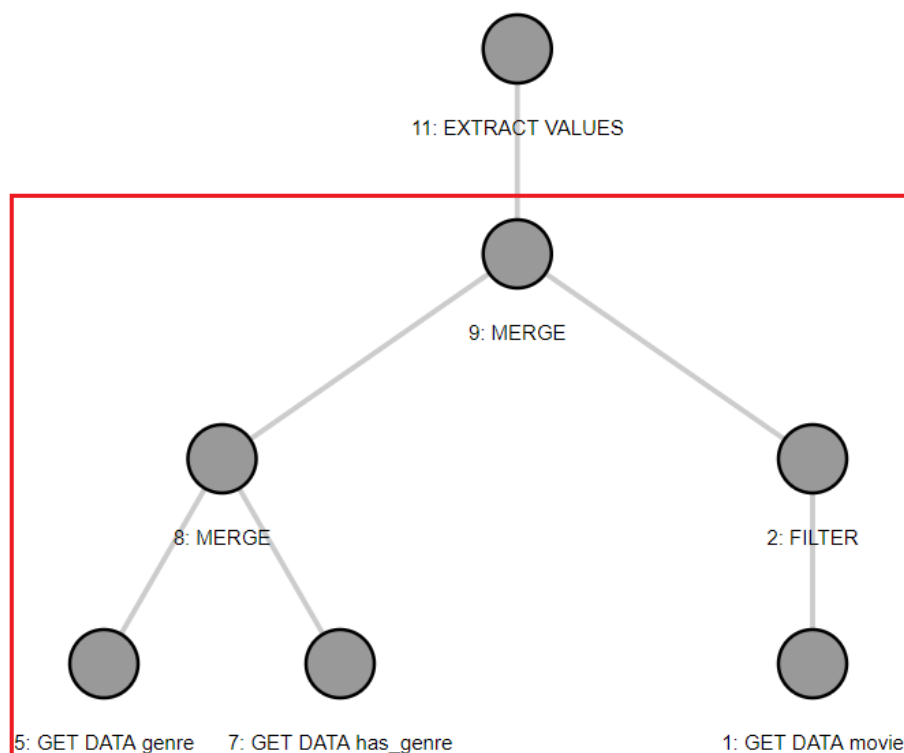 11: EXTRACT VALUES
9: MERGE
8: MERGE
2: FILTER
5: GET DATA genre
7: GET DATA has_genre
1: GET DATA movie